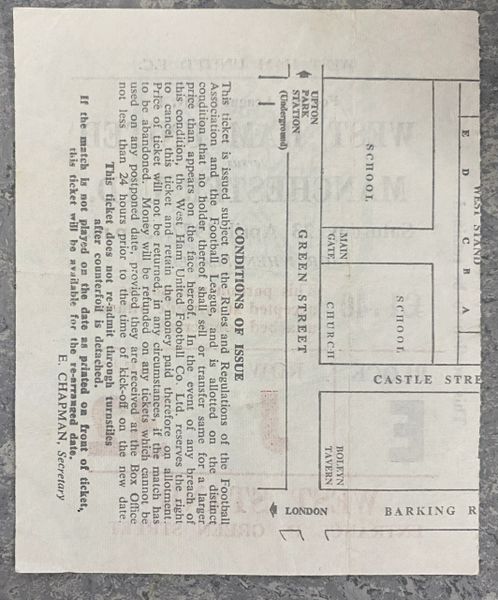 UPTON
PARK
STATION
(Underground)
SCHOOL
E D C B A
WEST STAND
MAIN
GATE
CHURCH
SCHOOL
GREEN STREET
CASTLE STRE
BOLEYN
TAVERN
LONDON
BARKING R
CONDITIONS OF ISSUE
This ticket is issued subject to the Rules and Regulations of the Football
Association and the Football League, and is allotted on the distinct
condition that no holder thereof shall sell or transfer same for a larger
price than appears on the face hereof. In the event of any breach of
this condition, the West Ham United Football Co. Ltd. reserves the right
to cancel this ticket and retain the money paid therefore on allotment.
Price of ticket will not be returned, in any circumstances, if the match has
to be abandoned. Money will be refunded on any tickets which cannot be
used on any postponed date, provided they are received at the Box Office
not less than 24 hours prior to the time of kick-off on the new date.
This ticket does not re-admit through turnstiles
after counterfoil is detached.
If the match is not played on the date as printed on front of ticket,
this ticket will be available for the re-arranged date.
E. CHAPMAN, Secretary